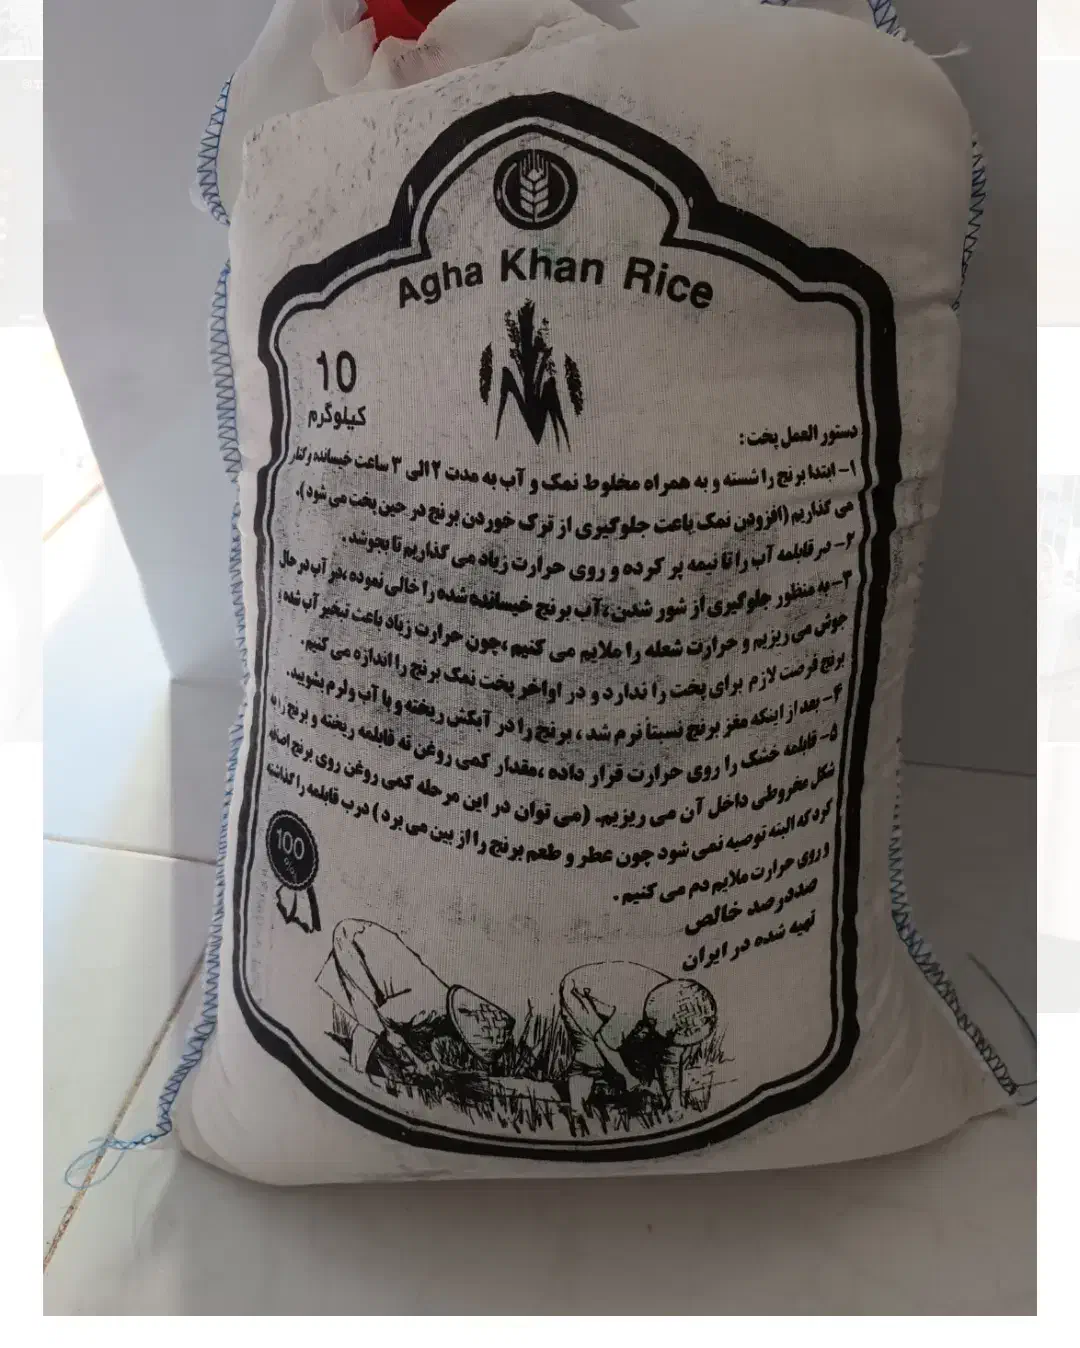 Agha Khan Rice
10
کیلوگرم
دستور العمل پخت:
۱- ابتدا برنج را شسته و به همراه مخلوط نمک و آب به مدت ۲ الی ۳ ساعت خیسانده و کنار
می گذاریم (افزودن نمک باعث جلوگیری از ترک خوردن برنج در حین پخت می شود).
۲- در قابلمه آب را تا نیمه پر کرده و روی حرارت زیاد می گذاریم تا بجوشد.
۳- به منظور جلوگیری از شور شدن، آب برنج خیسانده شده را خالی نموده، در آب در حال
جوش می ریزیم و حرارت شعله را ملایم می کنیم، چون حرارت زیاد باعث تبخیر آب شده و
برنج فرصت لازم برای پخت را ندارد و در اواخر پخت نمک برنج را اندازه می کنیم.
۴- بعد از اینکه مغز برنج نسبتاً نرم شد، برنج را در آبکش ریخته و با آب ولرم بشویید.
۵- قابلمه خشک را روی حرارت قرار داده، مقدار کمی روغن ته قابلمه ریخته و برنج را به
شکل مخروطی داخل آن می ریزیم. (می توان در این مرحله کمی روغن روی برنج اضافه
کرد که البته توصیه نمی شود چون عطر و طعم برنج را از بین می برد) درب قابلمه را گذاشته
و روی حرارت ملایم دم می کنیم.
صددرصد خالص
تهیه شده در ایران
100
%